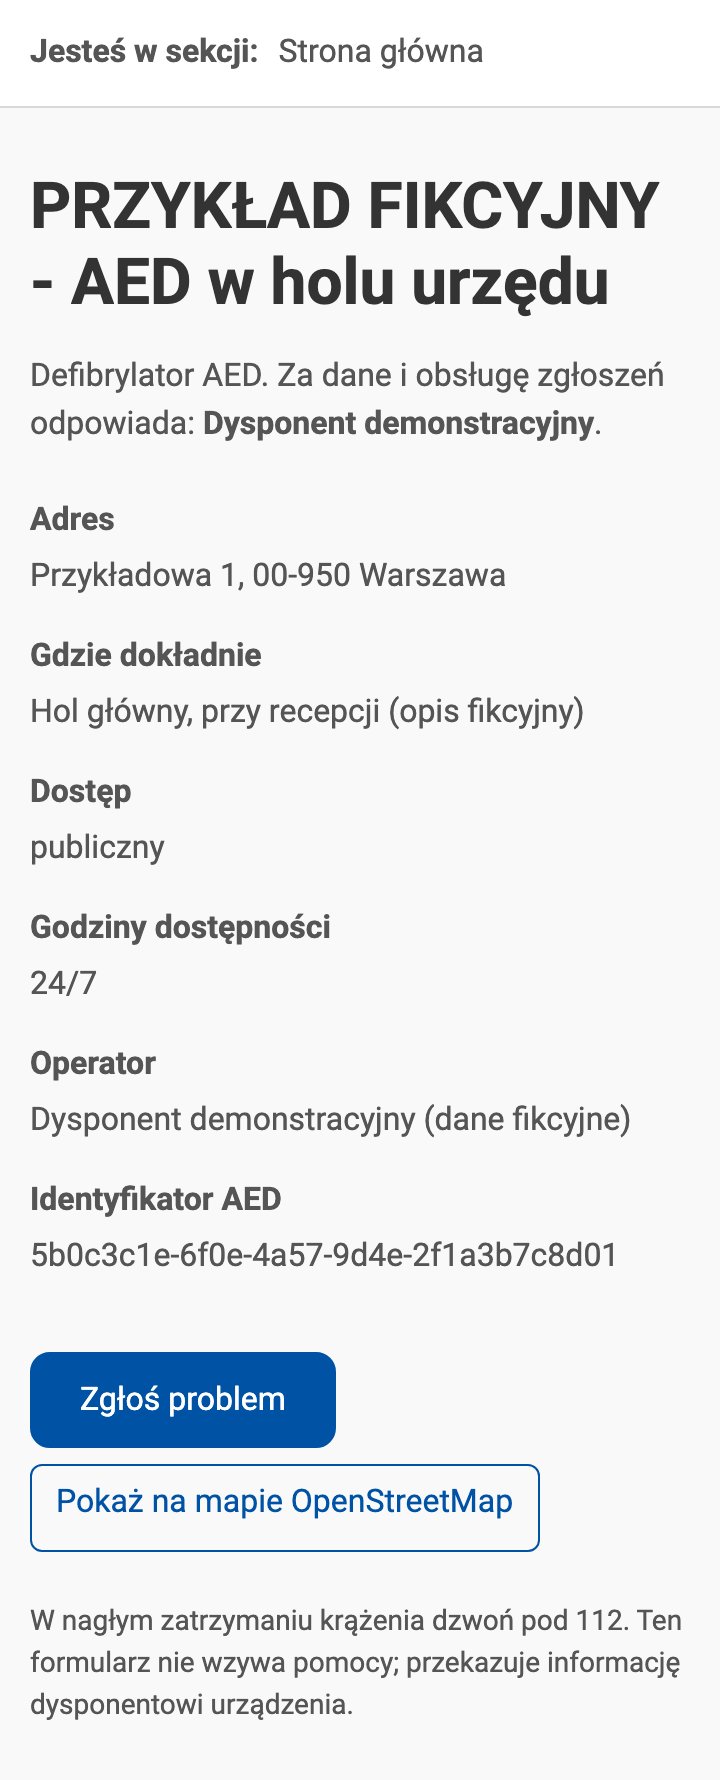 Jesteś w sekcji: Strona główna
PRZYKŁAD FIKCYJNY
- AED w holu urzędu
Defibrylator AED. Za dane i obsługę zgłoszeń
odpowiada: Dysponent demonstracyjny.
Adres
Przykładowa 1, 00-950 Warszawa
Gdzie dokładnie
Hol główny, przy recepcji (opis fikcyjny)
Dostęp
publiczny
Godziny dostępności
24/7
Operator
Dysponent demonstracyjny (dane fikcyjne)
Identyfikator AED
5b0c3c1e-6f0e-4a57-9d4e-2f1a3b7c8d01
Zgłoś problem
Pokaż na mapie OpenStreetMap
W nagłym zatrzymaniu krążenia dzwoń pod 112. Ten
formularz nie wzywa pomocy; przekazuje informację
dysponentowi urządzenia.